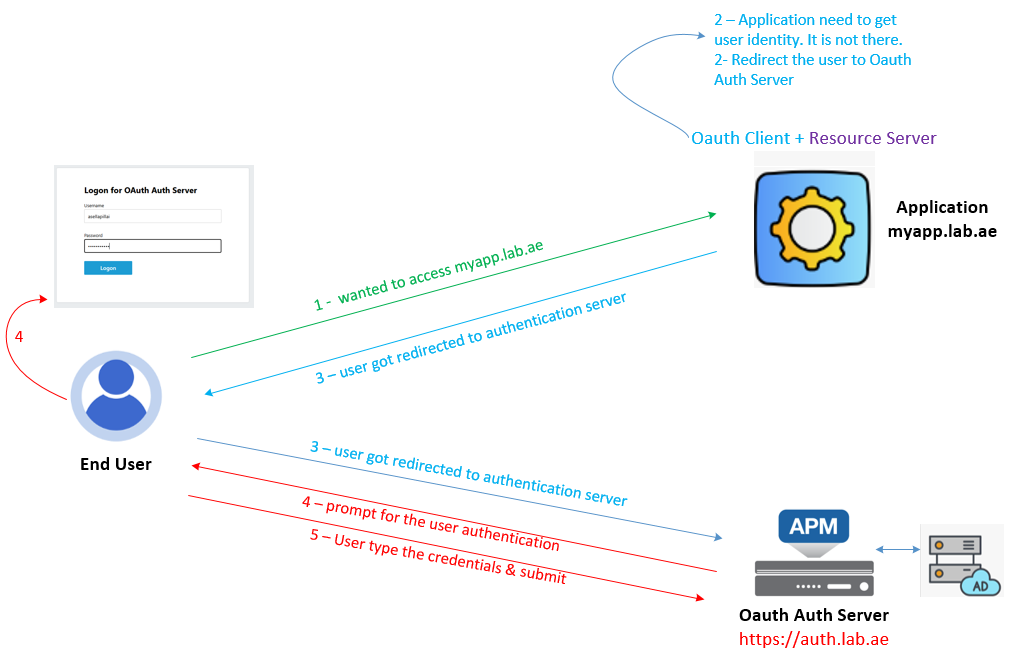 2 – Application need to get
user identity. It is not there.
2- Redirect the user to Oauth
Auth Server
Oauth Client + Resource Server
Application
myapp.lab.ae
Logon for OAuth Auth Server
Username
asellapillai
Password
Logon
1 - wanted to access myapp.lab.ae
3 – user got redirected to authentication server
4
End User
3 – user got redirected to authentication server
4 – prompt for the user authentication
5 – User type the credentials & submit
APM
AD
Oauth Auth Server
https://auth.lab.ae